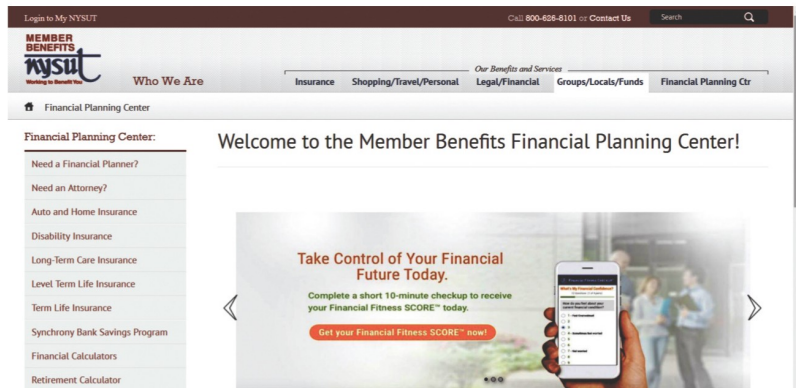 Login to My NYSUT
Call 800-626-8101 or Contact Us
Search
MEMBER
BENEFITS
nysut
Working to Benefit You
Who We Are
Our Benefits and Services
Insurance Shopping/Travel/Personal Legal/Financial Groups/Locals/Funds Financial Planning Ctr
Financial Planning Center
Financial Planning Center:
Need a Financial Planner?
Need an Attorney?
Auto and Home Insurance
Disability Insurance
Long-Term Care Insurance
Level Term Life Insurance
Term Life Insurance
Synchrony Bank Savings Program
Financial Calculators
Retirement Calculator
Welcome to the Member Benefits Financial Planning Center!
Take Control of Your Financial
Future Today.
Complete a short 10-minute checkup to receive
your Financial Fitness SCORE™ today.
Get your Financial Fitness SCORE™ now!
What's My Financial Confidence?